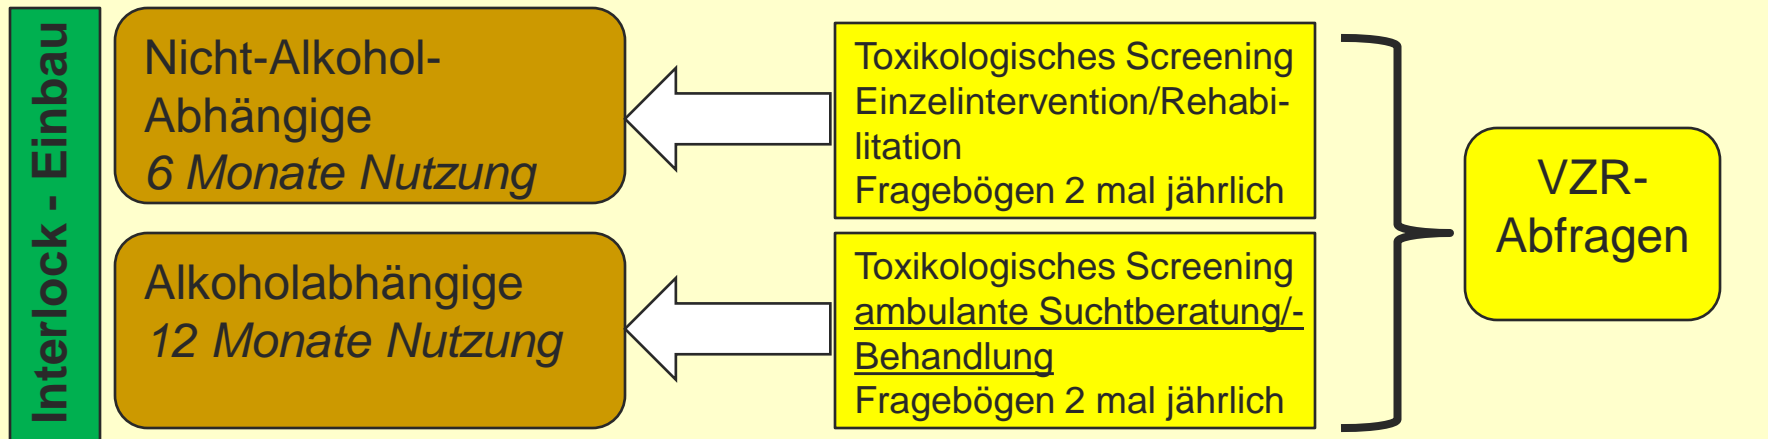 Interlock - Einbau
Nicht-Alkohol-
Abhängige
6 Monate Nutzung
Toxikologisches Screening
Einzelintervention/Rehabi-
litation
Fragebögen 2 mal jährlich
Alkoholabhängige
12 Monate Nutzung
Toxikologisches Screening
ambulante Suchtberatung/-
Behandlung
Fragebögen 2 mal jährlich
VZR-
Abfragen